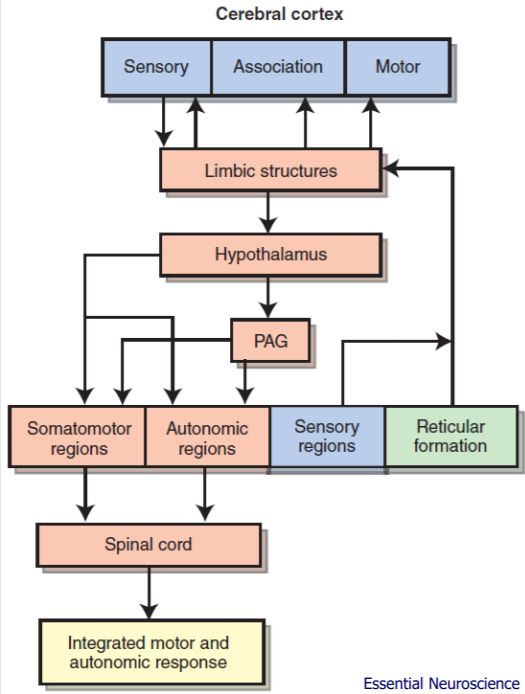 Cerebral cortex
Sensory
Association
Motor
Limbic structures
Hypothalamus
PAG
Somatomotor
regions
Autonomic
regions
Sensory
regions
Reticular
formation
Spinal cord
Integrated motor and
autonomic response
Essential Neuroscience